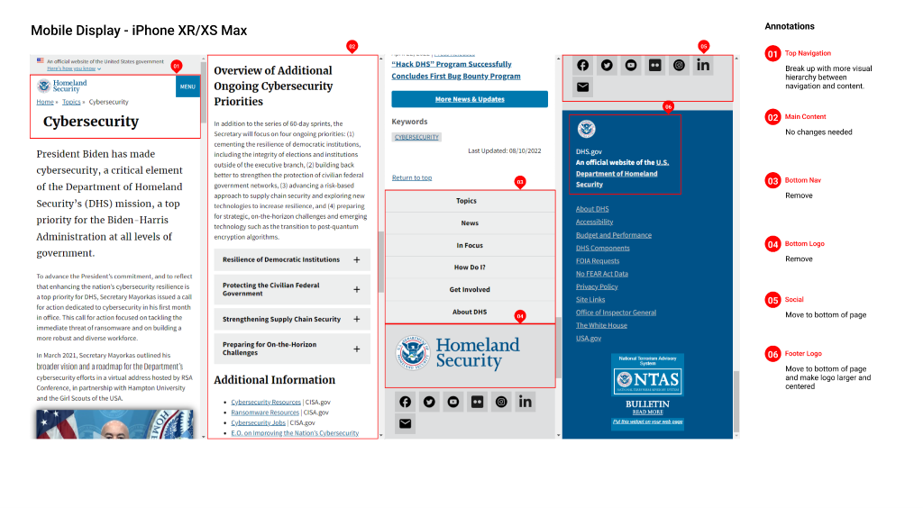 Mobile Display - iPhone XR/XS Max
An official website of the United States government
Here's how you know
01
Homeland
Security
MENU
Home » Topics » Cybersecurity
Cybersecurity
President Biden has made
cybersecurity, a critical element
of the Department of Homeland
Security's (DHS) mission, a top
priority for the Biden-Harris
Administration at all levels of
government.
To advance the President's commitment, and to reflect
that enhancing the nation's cybersecurity resilience is
a top priority for DHS, Secretary Mayorkas issued a call
for action dedicated to cybersecurity in his first month
in office. This call for action focused on tackling the
immediate threat of ransomware and on building a
more robust and diverse workforce.
In March 2021, Secretary Mayorkas outlined his
broader vision and a roadmap for the Department's
cybersecurity efforts in a virtual address hosted by RSA
Conference, in partnership with Hampton University
and the Girl Scouts of the USA.
02
Overview of Additional
Ongoing Cybersecurity
Priorities
In addition to the series of 60-day sprints, the
Secretary will focus on four ongoing priorities: (1)
cementing the resilience of democratic institutions,
including the integrity of elections and institutions
outside of the executive branch, (2) building back
better to strengthen the protection of civilian federal
government networks, (3) advancing a risk-based
approach to supply chain security and exploring new
technologies to increase resilience, and (4) preparing
for strategic, on-the-horizon challenges and emerging
technology such as the transition to post-quantum
encryption algorithms.
Resilience of Democratic Institutions +
Protecting the Civilian Federal
Government +
Strengthening Supply Chain Security +
Preparing for On-the-Horizon
Challenges +
Additional Information
Cybersecurity Resources | CISA.gov
Ransomware Resources | CISA.gov
Cybersecurity Jobs | CISA.gov
E.O. on Improving the Nation's Cybersecurity
"Hack DHS" Program Successfully
Concludes First Bug Bounty Program
More News & Updates
Keywords
CYBERSECURITY
Last Updated: 08/10/2022
Return to top
03
Topics
News
In Focus
How Do I?
Get Involved
About DHS
04
Homeland
Security
05
06
DHS.gov
An official website of the U.S.
Department of Homeland
Security
About DHS
Accessibility
Budget and Performance
DHS Components
FOIA Requests
No FEAR Act Data
Privacy Policy
Site Links
Office of Inspector General
The White House
USA.gov
National Terrorism Advisory
System
NTAS
BULLETIN
READ MORE
Put this widget on your web page
Annotations
01 Top Navigation
Break up with more visual
hierarchy between
navigation and content.
02 Main Content
No changes needed
03 Bottom Nav
Remove
04 Bottom Logo
Remove
05 Social
Move to bottom of page
06 Footer Logo
Move to bottom of page
and make logo larger and
centered